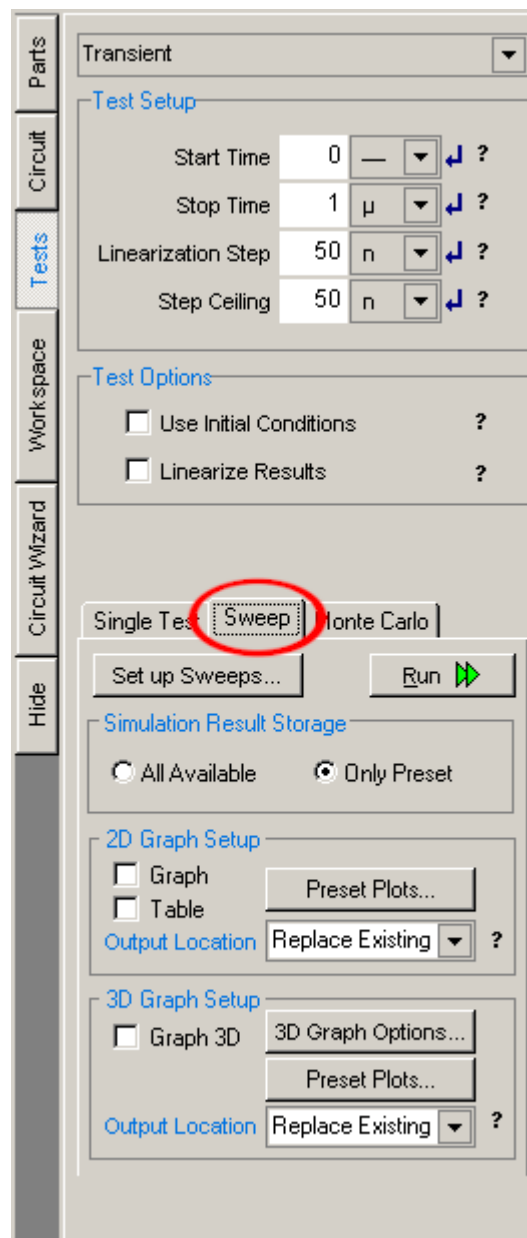 Parts
Circuit
Tests
Workspace
Circuit Wizard
Hide
Transient
Test Setup
Start Time 0 — ?
Stop Time 1 µ ?
Linearization Step 50 n ?
Step Ceiling 50 n ?
Test Options
Use Initial Conditions ?
Linearize Results ?
Single Test Sweep Monte Carlo
Set up Sweeps... Run
Simulation Result Storage
All Available Only Preset
2D Graph Setup
Graph
Preset Plots...
Table
Output Location Replace Existing ?
3D Graph Setup
Graph 3D 3D Graph Options...
Preset Plots...
Output Location Replace Existing ?